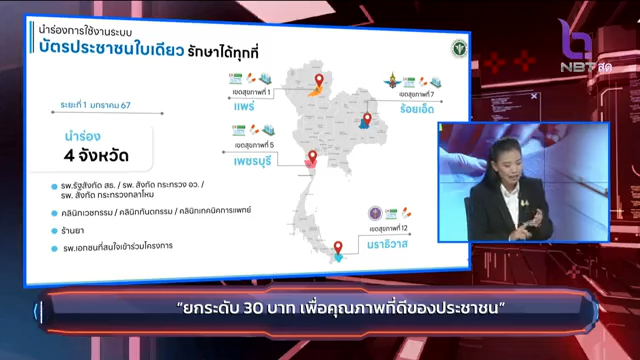 นำร่องการใช้งานระบบ
บัตรประชาชนใบเดียว รักษาได้ทุกที่
NBT สด
ระยะที่ 1 มกราคม 67
นำร่อง
4 จังหวัด
เขตสุขภาพที่ 1
แพร่
เขตสุขภาพที่ 7
ร้อยเอ็ด
เขตสุขภาพที่ 5
เพชรบุรี
เขตสุขภาพที่ 12
นราธิวาส
รพ.รัฐสังกัด สธ. / รพ. สังกัด กระทรวง อว. /
รพ. สังกัด กระทรวงกลาโหม
คลินิกเวชกรรม / คลินิกทันตกรรม / คลินิกเทคนิคการแพทย์
ร้านยา
รพ.เอกชนที่สนใจเข้าร่วมโครงการ
“ยกระดับ 30 บาท เพื่อคุณภาพที่ดีของประชาชน”